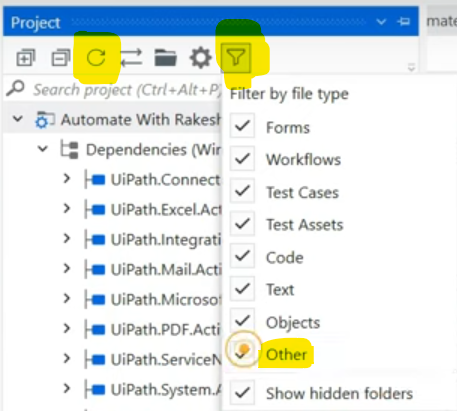 Project
mate
Search project (Ctrl+Alt+P)
Filter by file type
Automate With Rakesh
Forms
Dependencies (Win
Workflows
UiPath.Connect
Test Cases
UiPath.Excel.Act
Test Assets
UiPath.Integrati
Code
UiPath.Mail.Acti
Text
UiPath.Microsof
Objects
UiPath.PDF.Activ
Other
UiPath.ServiceN
Show hidden folders
UiPath.System.A